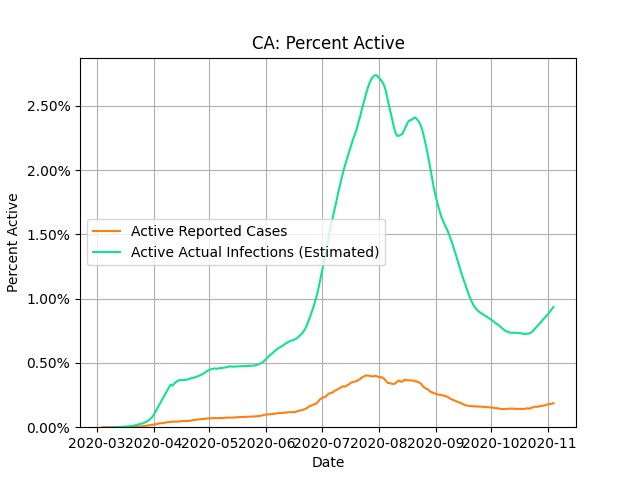 CA: Percent Active
Percent Active
2.50%
2.00%
1.50%
1.00%
0.50%
0.00%
Active Reported Cases
Active Actual Infections (Estimated)
2020-03 2020-04 2020-05 2020-06 2020-07 2020-08 2020-09 2020-10 2020-11
Date